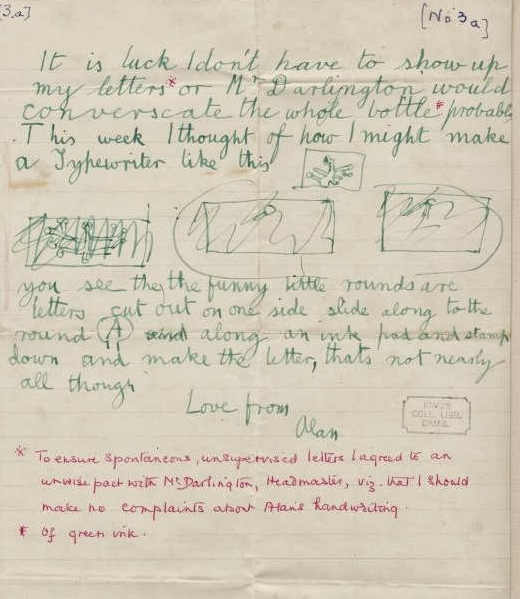 3.a]
[No 3a]
It is luck I don't have to show up
my letters* or Mr Darlington would
converscate the whole bottle* probably
This week I thought of how I might make
a Typewriter like this
you see the the funny little rounds are
letters cut out on one side slide along to the
round (A) along an ink pad and stamp
down and make the letter, thats not nearly
all though
Love from
Alan
KING'S
COLL. LIBR.
CAMB.
* To ensure spontaneous, unsupervised letters I agreed to an
unwise pact with Mr Darlington, Headmaster, viz. that I should
make no complaints about Alan's handwriting.
* Of green ink.